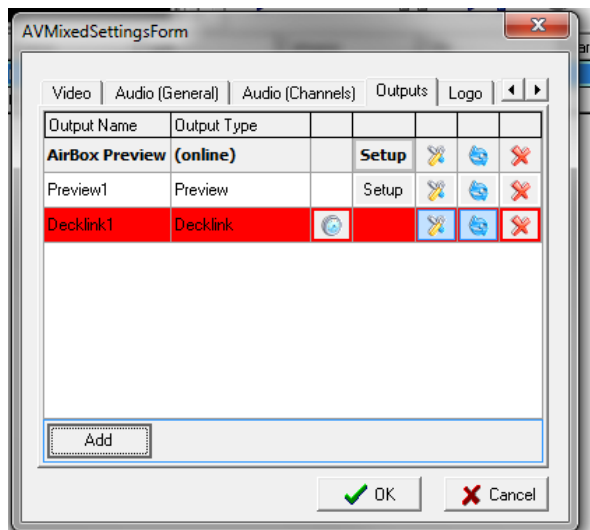 AVMixedSettingsForm
Video Audio (General) Audio (Channels) Outputs Logo
Output Name Output Type
AirBox Preview (online) Setup
Preview1 Preview Setup
Decklink1 Decklink
Add
OK Cancel